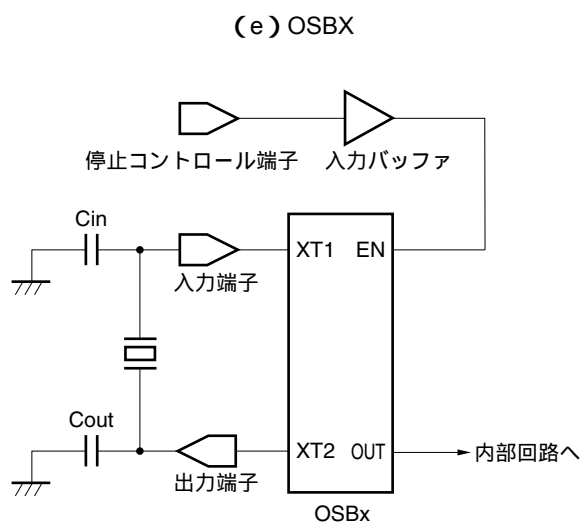 (e) OSBX
停止コントロール端子
入力バッファ
Cin
XT1
EN
入力端子
Cout
XT2
OUT
内部回路へ
出力端子
OSBx